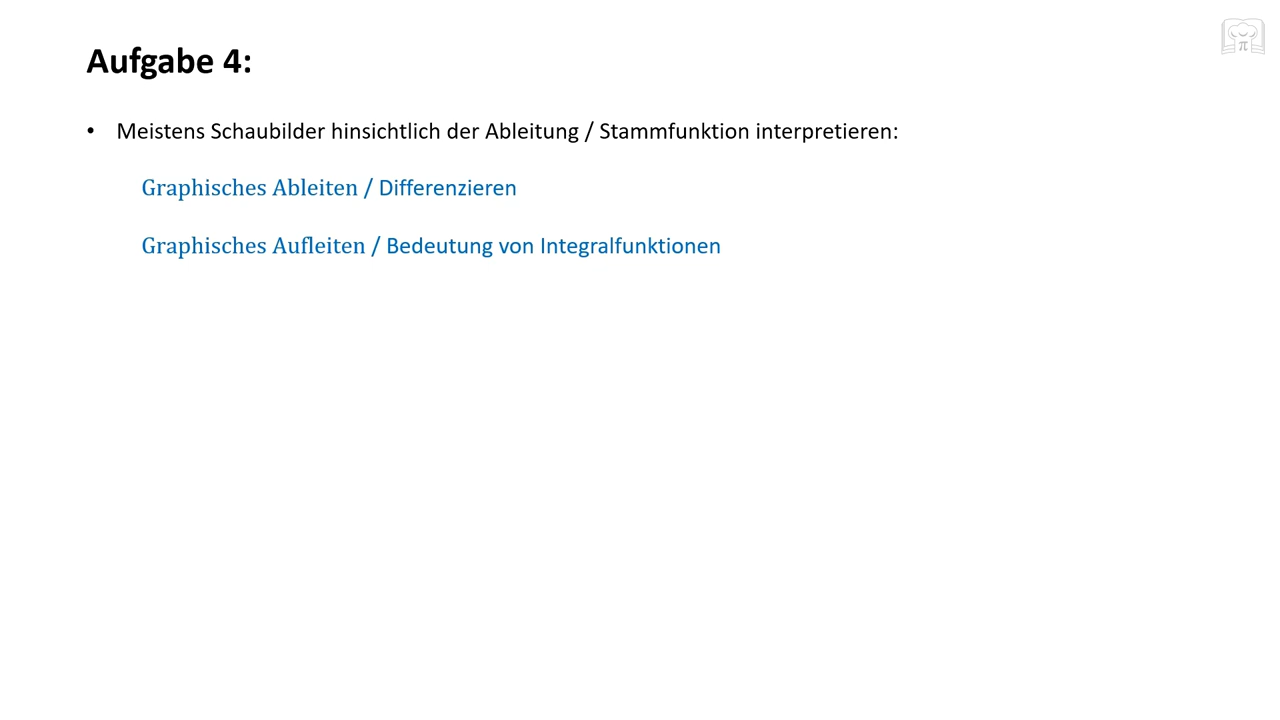 Aufgabe 4:
• Meistens Schaubilder hinsichtlich der Ableitung / Stammfunktion interpretieren:
Graphisches Ableiten / Differenzieren
Graphisches Aufleiten / Bedeutung von Integralfunktionen
π